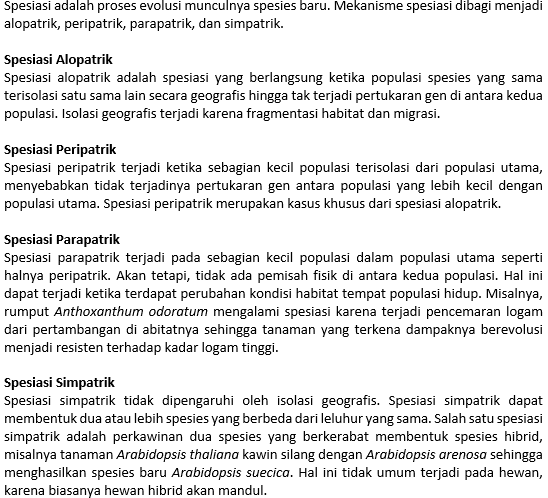 Spesiasi adalah proses evolusi munculnya spesies baru. Mekanisme spesiasi dibagi menjadi
alopatrik, peripatrik, parapatrik, dan simpatrik.
Spesiasi Alopatrik
Spesiasi alopatrik adalah spesiasi yang berlangsung ketika populasi spesies yang sama
terisolasi satu sama lain secara geografis hingga tak terjadi pertukaran gen di antara kedua
populasi. Isolasi geografis terjadi karena fragmentasi habitat dan migrasi.
Spesiasi Peripatrik
Spesiasi peripatrik terjadi ketika sebagian kecil populasi terisolasi dari populasi utama,
menyebabkan tidak terjadinya pertukaran gen antara populasi yang lebih kecil dengan
populasi utama. Spesiasi peripatrik merupakan kasus khusus dari spesiasi alopatrik.
Spesiasi Parapatrik
Spesiasi parapatrik terjadi pada sebagian kecil populasi dalam populasi utama seperti
halnya peripatrik. Akan tetapi, tidak ada pemisah fisik di antara kedua populasi. Hal ini
dapat terjadi ketika terdapat perubahan kondisi habitat tempat populasi hidup. Misalnya,
rumput Anthoxanthum odoratum mengalami spesiasi karena terjadi pencemaran logam
dari pertambangan di abitatnya sehingga tanaman yang terkena dampaknya berevolusi
menjadi resisten terhadap kadar logam tinggi.
Spesiasi Simpatrik
Spesiasi simpatrik tidak dipengaruhi oleh isolasi geografis. Spesiasi simpatrik dapat
membentuk dua atau lebih spesies yang berbeda dari leluhur yang sama. Salah satu spesiasi
simpatrik adalah perkawinan dua spesies yang berkerabat membentuk spesies hibrid,
misalnya tanaman Arabidopsis thaliana kawin silang dengan Arabidopsis arenosa sehingga
menghasilkan spesies baru Arabidopsis suecica. Hal ini tidak umum terjadi pada hewan,
karena biasanya hewan hibrid akan mandul.